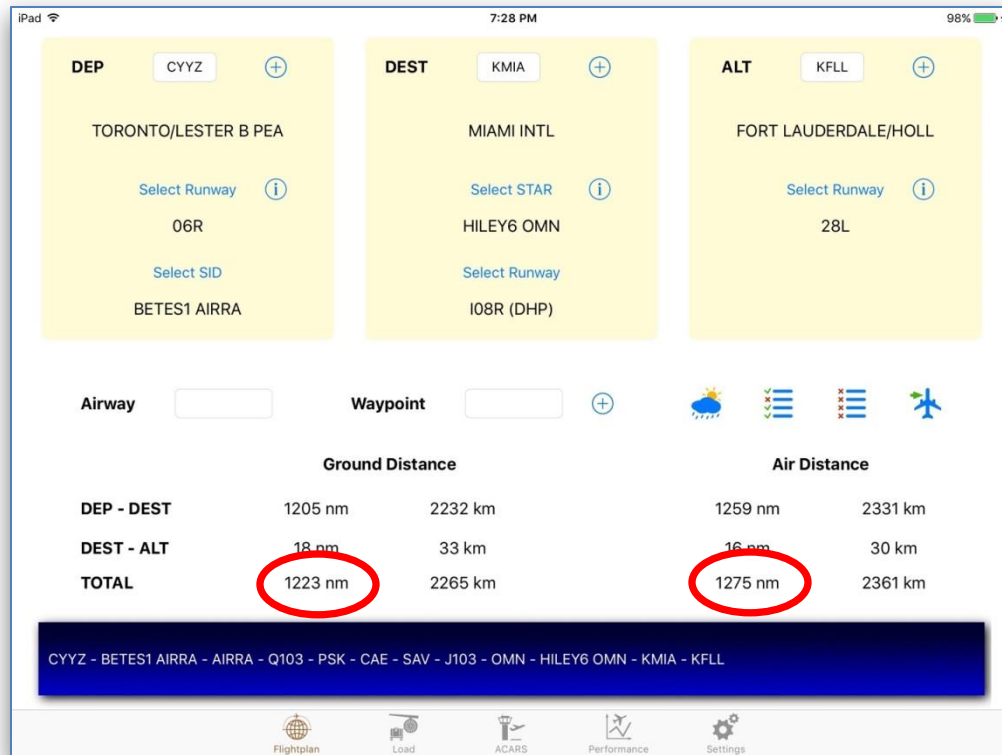 iPad 7:28 PM 98%
DEP CYYZ DEST KMIA ALT KFLL
TORONTO/LESTER B PEA MIAMI INTL FORT LAUDERDALE/HOLL
Select Runway Select STAR Select Runway
06R HILEY6 OMN 28L
Select SID Select Runway
BETES1 AIRRA I08R (DHP)
Airway Waypoint
Ground Distance Air Distance
DEP - DEST 1205 nm 2232 km 1259 nm 2331 km
DEST - ALT 18 nm 33 km 16 nm 30 km
TOTAL 1223 nm 2265 km 1275 nm 2361 km
CYYZ - BETES1 AIRRA - AIRRA - Q103 - PSK - CAE - SAV - J103 - OMN - HILEY6 OMN - KMIA - KFLL
Flightplan Load ACARS Performance Settings